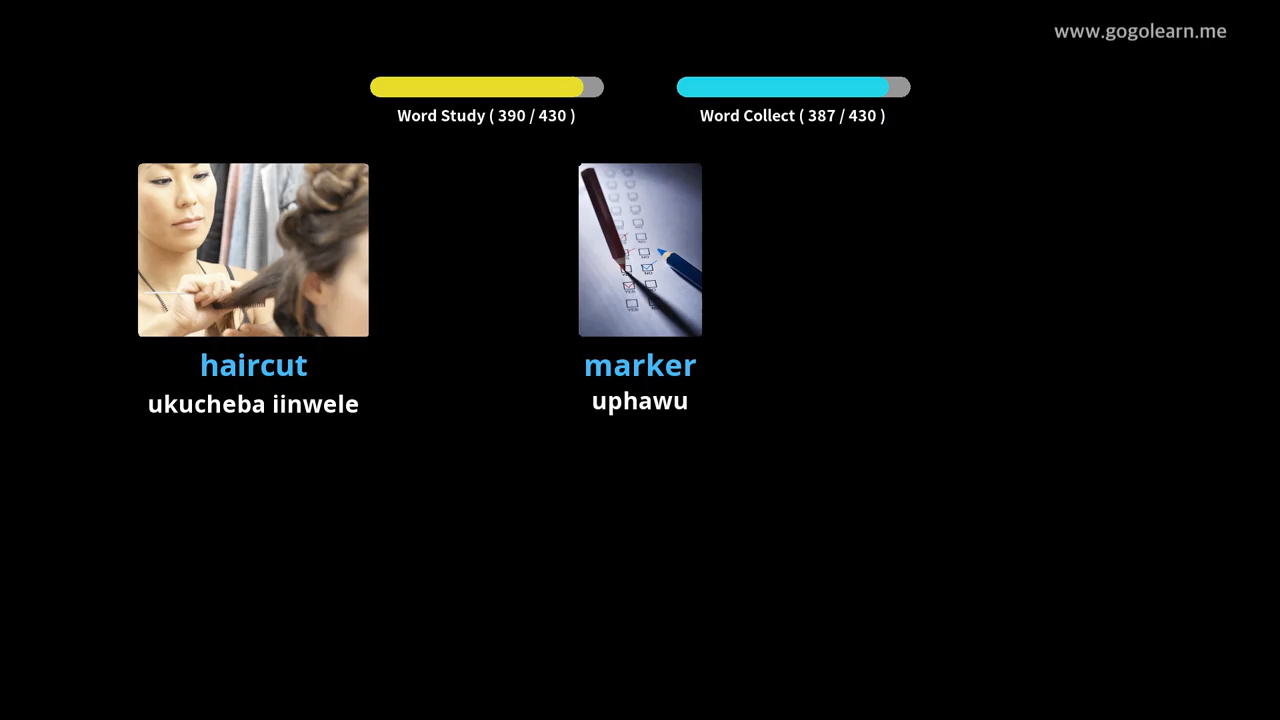 www.gogolearn.me
Word Study ( 390 / 430 )
Word Collect ( 387 / 430 )
haircut
ukucheba iinwele
marker
uphawu